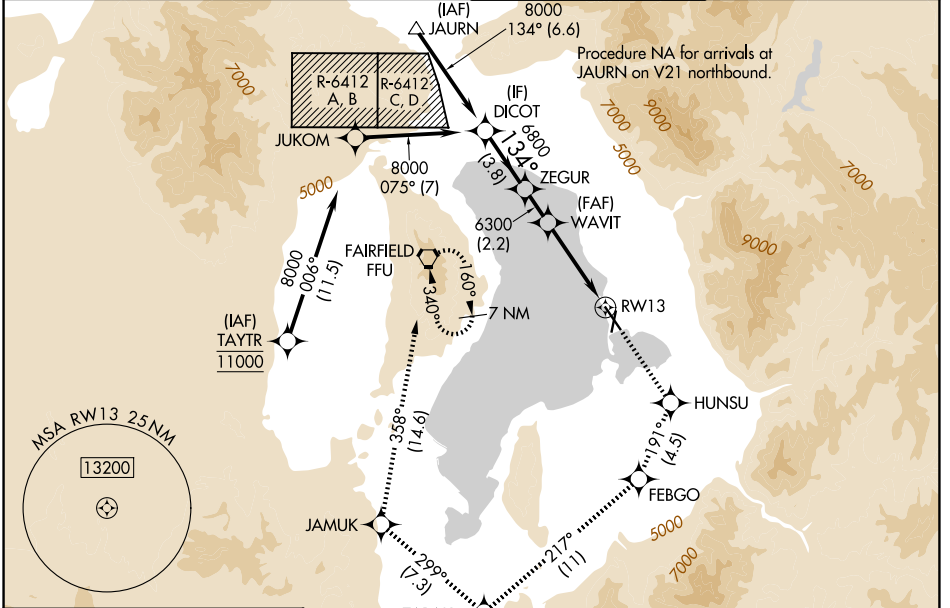 (IAF)
JAURN
8000
134° (6.6)
Procedure NA for arrivals at
JAURN on V21 northbound.
7000
R-6412
A, B
R-6412
C, D
(IF)
DICOT
7000
9000
5000
JUKOM
8000
075° (7)
6800
134°
(3.8)
ZEGUR
7000
5000
(FAF)
WAVIT
6300
(2.2)
9000
FAIRFIELD
FFU
160°
340°
7 NM
8000
006°
(11.5)
(IAF)
TAYTR
11000
RW13
HUNSU
191°
(4.5)
358°
(14.6)
MSA RW13 25 NM
13200
FEBGO
JAMUK
299°
(7.3)
217°
(11)
5000
7000